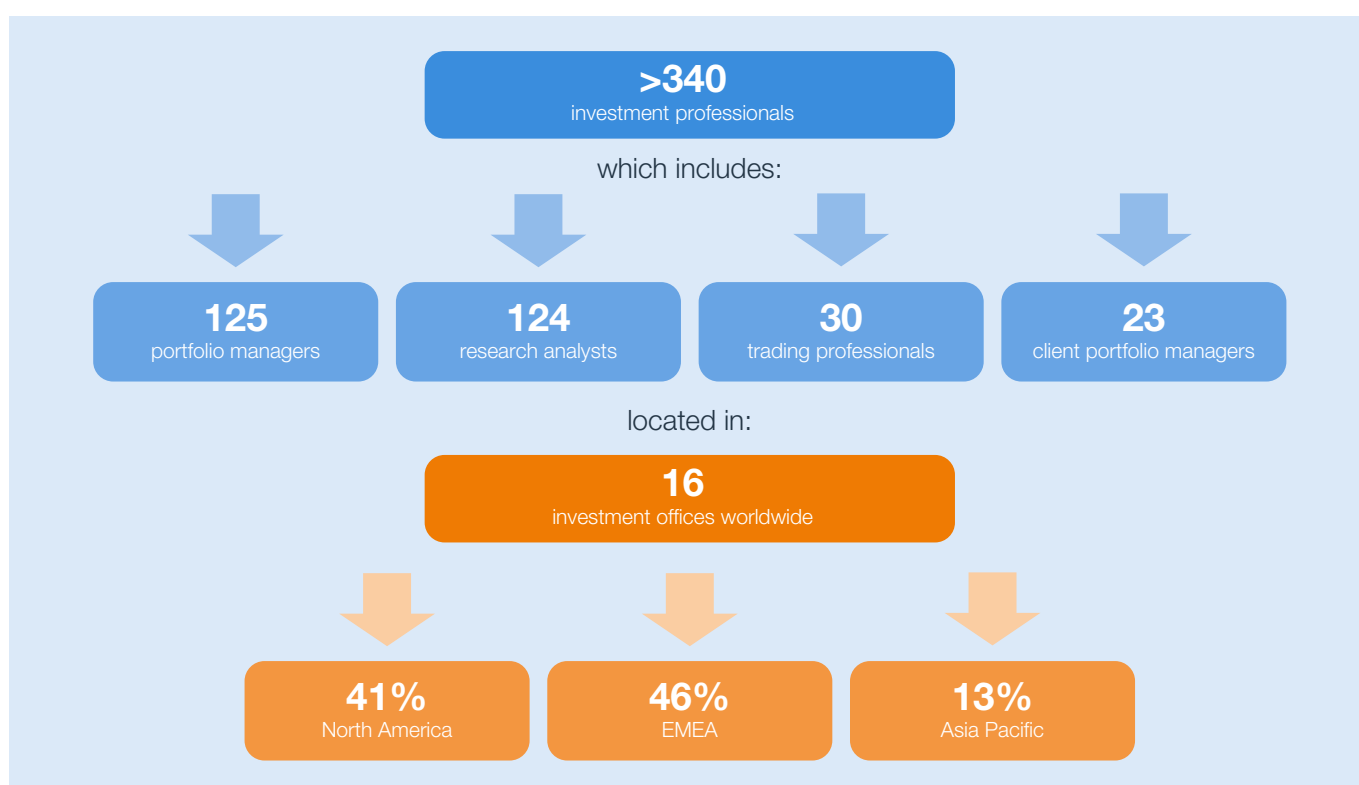 >340
investment professionals
which includes:
125
portfolio managers
124
research analysts
30
trading professionals
23
client portfolio managers
located in:
16
investment offices worldwide
41%
North America
46%
EMEA
13%
Asia Pacific